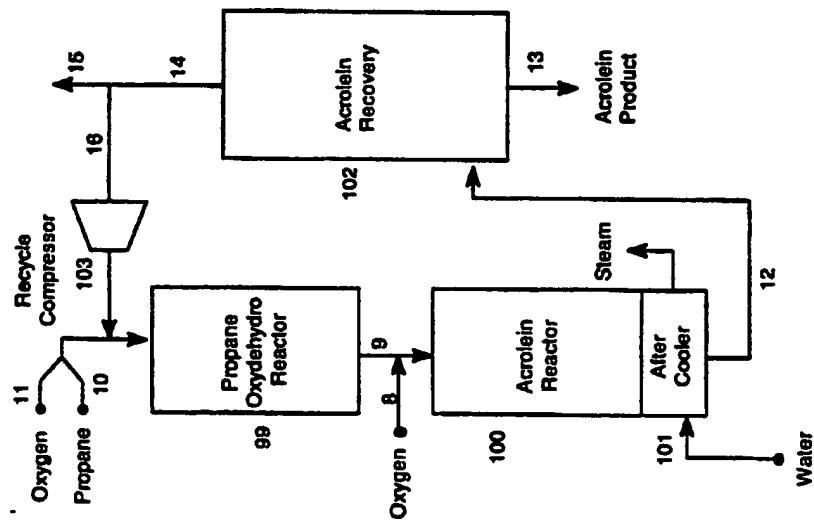 Oxygen
11
Propane
10
Recycle
Compressor
103
16
15
14
Propane
Oxydehydro
Reactor
99
9
Oxygen
8
Acrolein
Reactor
100
After
Cooler
Steam
101
Water
12
Acrolein
Recovery
102
13
Acrolein
Product